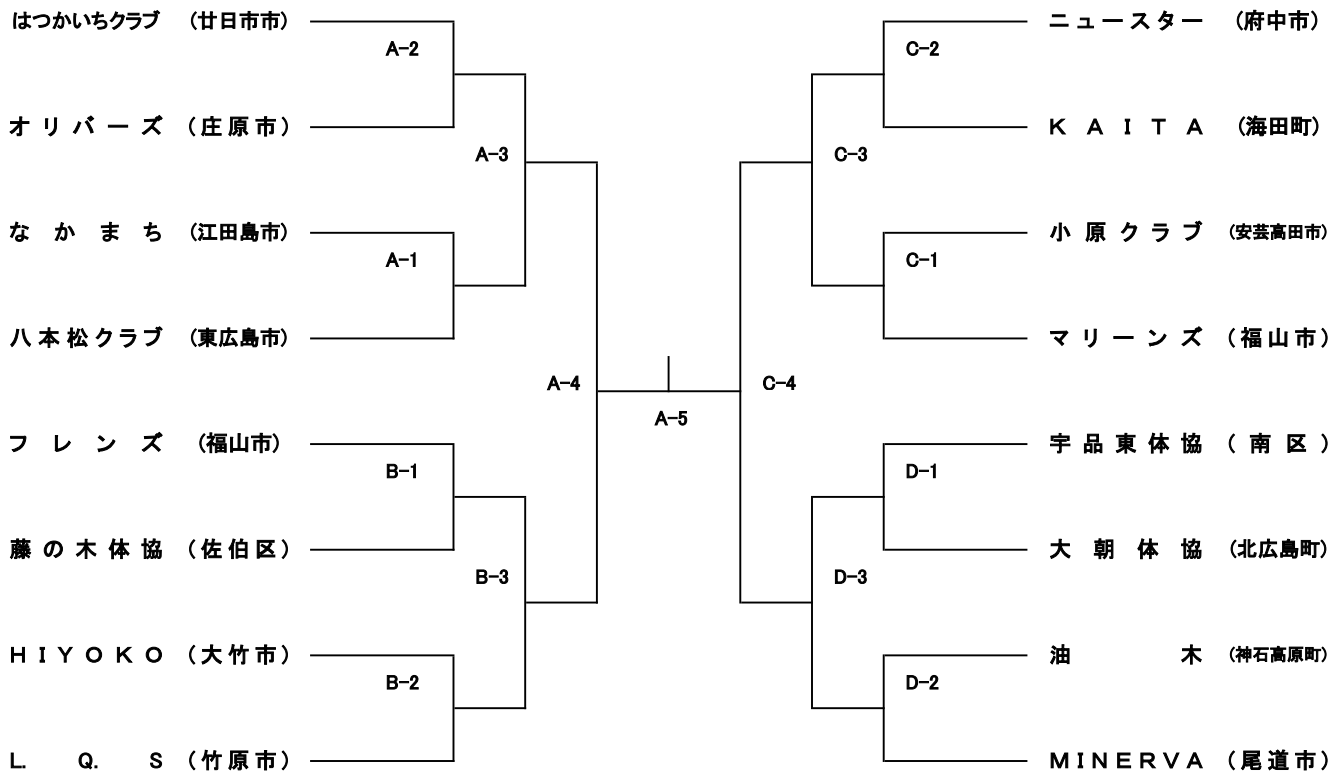 はつかいちクラブ (廿日市市)
A-2
オリバーズ (庄原市)
A-3
なかまち (江田島市)
A-1
八本松クラブ (東広島市)
A-4
フレンズ (福山市)
B-1
藤の木体協 (佐伯区)
B-3
HIYOKO (大竹市)
B-2
L. Q. S (竹原市)
A-5
ニュースター (府中市)
C-2
KAITA (海田町)
C-3
小原クラブ (安芸高田市)
C-1
マリーンズ (福山市)
C-4
宇品東体協 (南区)
D-1
大朝体協 (北広島町)
D-3
油木 (神石高原町)
D-2
MINERVA (尾道市)